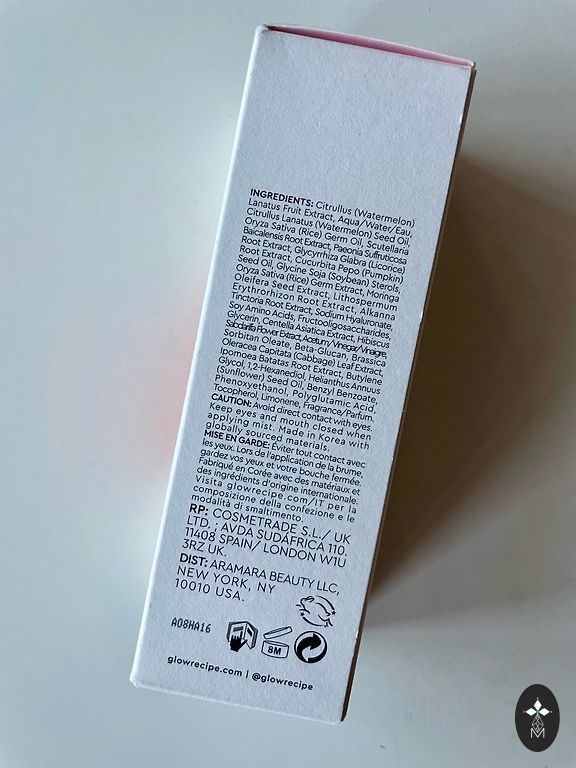 INGREDIENTS: Citrullus (Watermelon)
Lanatus Fruit Extract, Aqua/Water/Eau,
Citrullus Lanatus (Watermelon) Seed Oil,
Oryza Sativa (Rice) Germ Oil, Scutellaria
Baicalensis Root Extract, Paeonia Suffruticosa
Root Extract, Glycyrrhiza Glabra (Licorice)
Root Extract, Cucurbita Pepo (Pumpkin)
Seed Oil, Glycine Soja (Soybean) Sterols,
Oryza Sativa (Rice) Germ Extract, Moringa
Oleifera Seed Extract, Lithospermum
Erythrorhizon Root Extract, Alkanna
Tinctoria Root Extract, Sodium Hyaluronate,
Soy Amino Acids, Fructooligosaccharides,
Glycerin, Centella Asiatica Extract, Hibiscus
Sabdariffa Flower Extract, Acetum/Vinegar/Vinaigre,
Sorbitan Oleate, Beta-Glucan, Brassica
Oleracea Capitata (Cabbage) Leaf Extract,
Ipomoea Batatas Root Extract, Butylene
Glycol, 1,2-Hexanediol, Helianthus Annuus
(Sunflower) Seed Oil, Benzyl Benzoate,
Phenoxyethanol, Polyglutamic Acid,
Tocopherol, Limonene, Fragrance/Parfum.
CAUTION: Avoid direct contact with eyes.
Keep eyes and mouth closed when
applying mist. Made in Korea with
globally sourced materials.
MISE EN GARDE: Éviter tout contact avec
les yeux. Lors de l'application de la brume,
gardez vos yeux et votre bouche fermée.
Fabriqué en Corée avec des matériaux et
des ingrédients d'origine internationale.
Visita glowrecipe.com/IT per la
composizione della confezione e le
modalità di smaltimento.
RP: COSMETRADE S.L./ UK
LTD. ; AVDA SUDAFRICA 110.
11408 SPAIN/ LONDON W1U
3RZ UK.
DIST: ARAMARA BEAUTY LLC,
NEW YORK, NY
10010 USA.
A08HA16
8M
glowrecipe.com | @glowrecipe
M